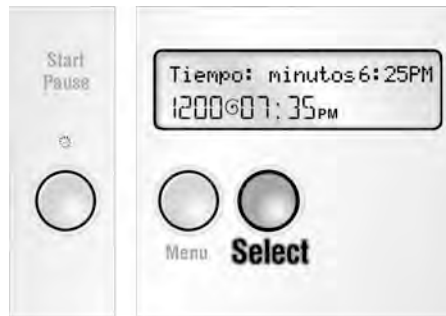 Start
Pause
Tiempo: minutos 6:25PM
1200 07:35PM
Menu
Select